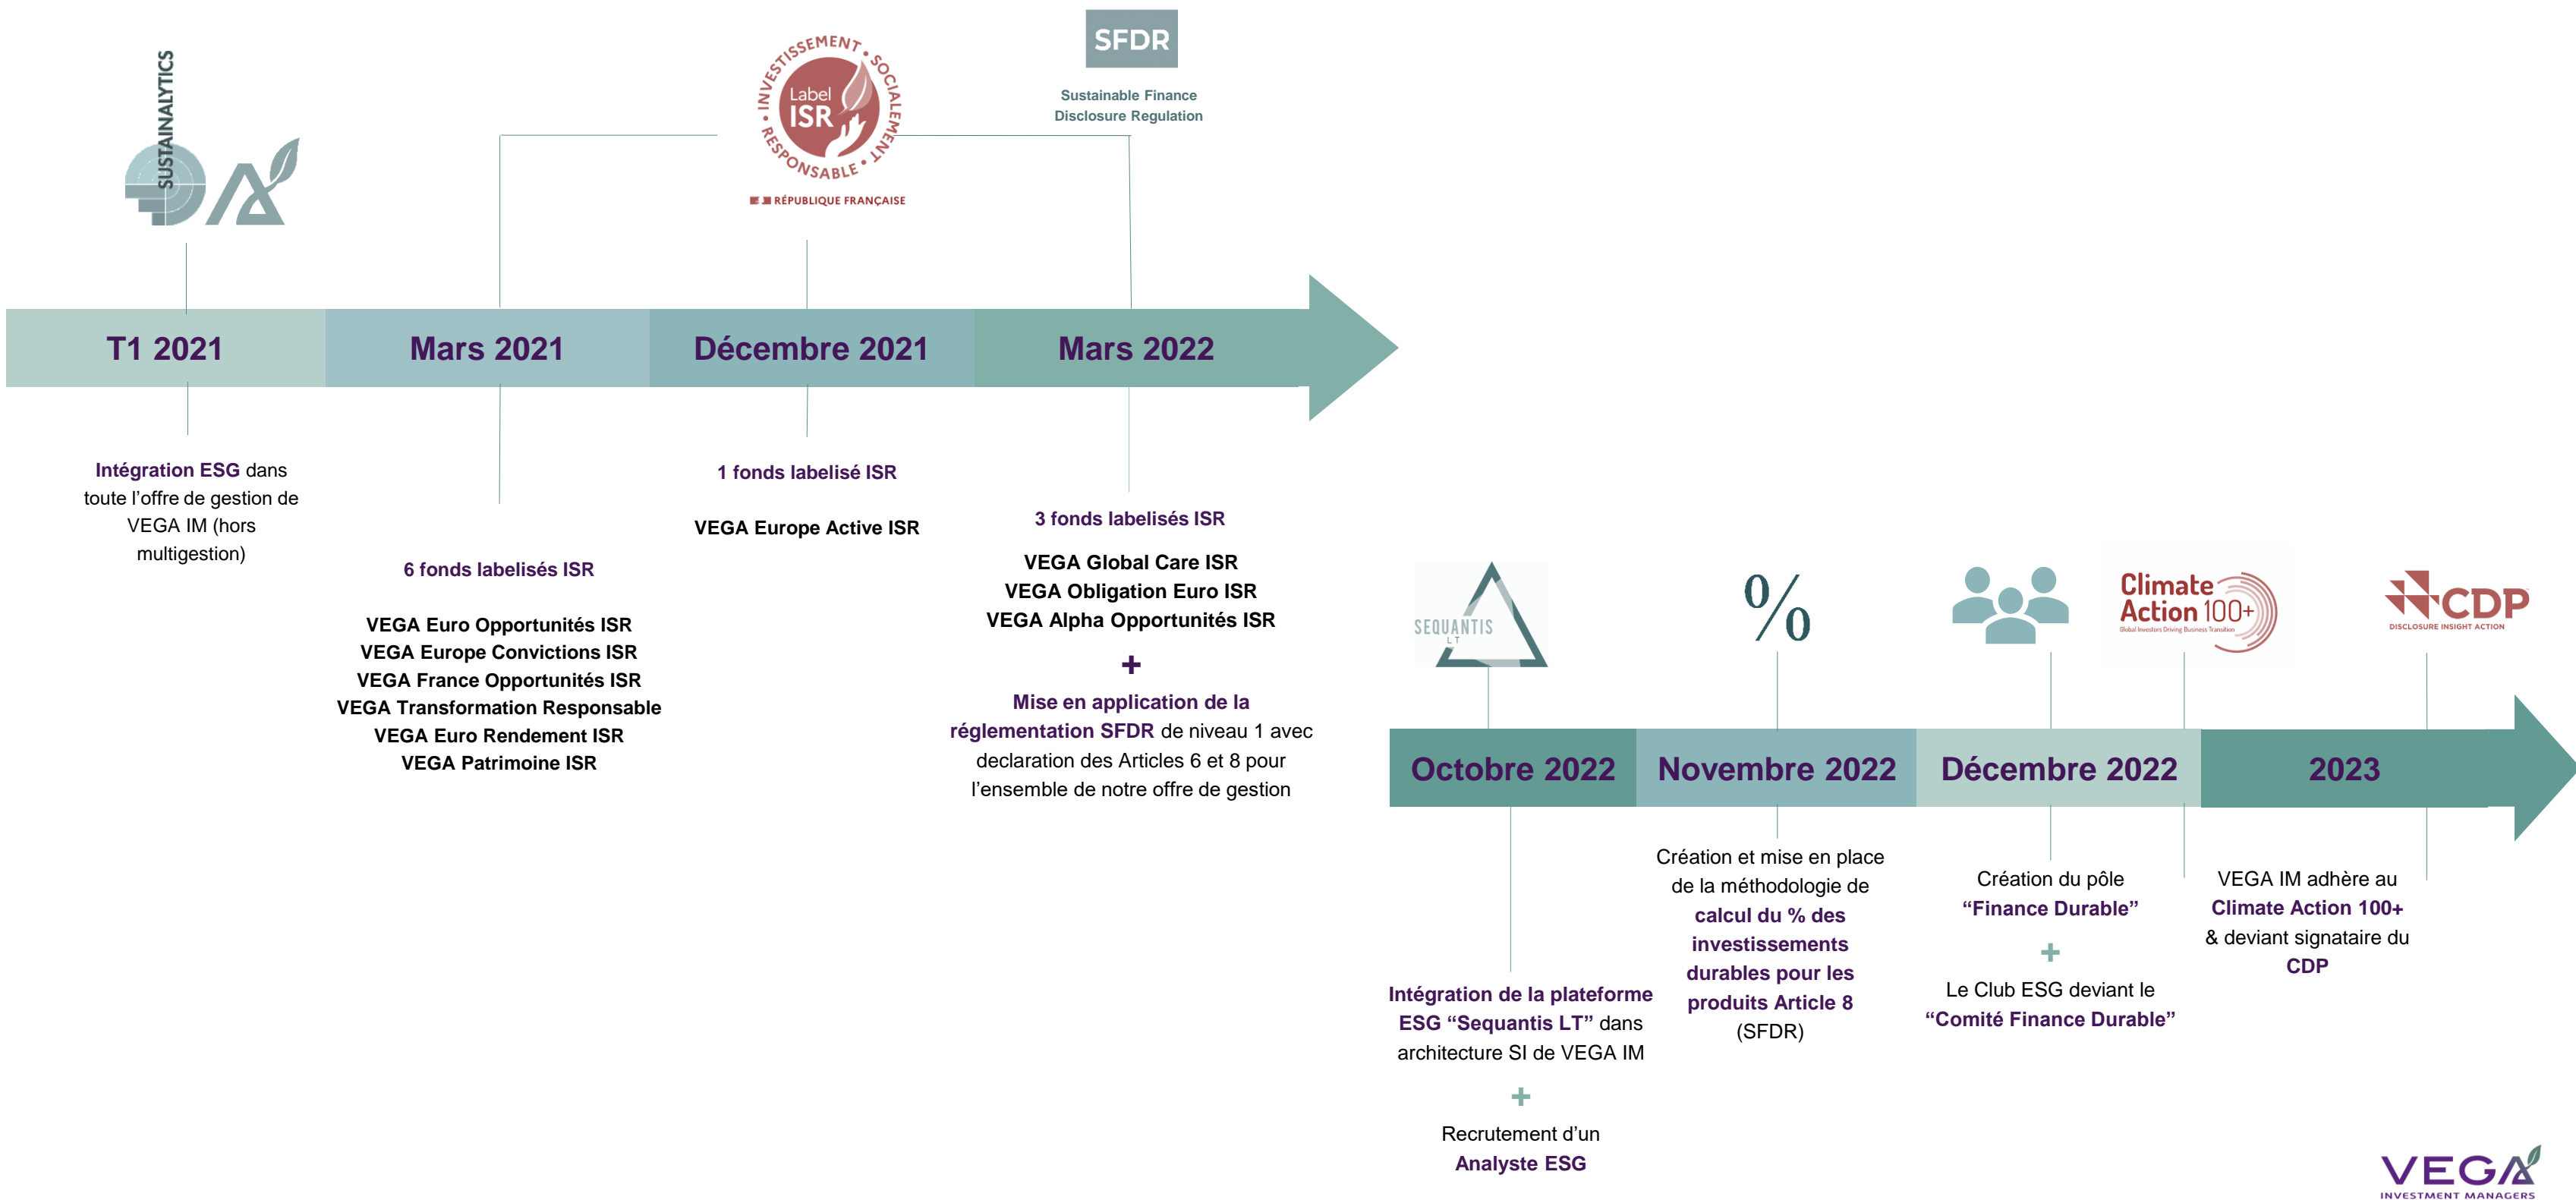 SUSTAINALYTICS
INVESTISSEMENT • SOCIALEMENT • RESPONSABLE •
Label
ISR
RÉPUBLIQUE FRANÇAISE
SFDR
Sustainable Finance
Disclosure Regulation
T1 2021
Mars 2021
Décembre 2021
Mars 2022
Intégration ESG dans
toute l’offre de gestion de
VEGA IM (hors
multigestion)
6 fonds labelisés ISR
VEGA Euro Opportunités ISR
VEGA Europe Convictions ISR
VEGA France Opportunités ISR
VEGA Transformation Responsable
VEGA Euro Rendement ISR
VEGA Patrimoine ISR
1 fonds labelisé ISR
VEGA Europe Active ISR
3 fonds labelisés ISR
VEGA Global Care ISR
VEGA Obligation Euro ISR
VEGA Alpha Opportunités ISR
+
Mise en application de la
réglementation SFDR de niveau 1 avec
declaration des Articles 6 et 8 pour
l’ensemble de notre offre de gestion
SEQUANTIS
LT
%
Climate
Action 100+
Global Investors Driving Business Transition
CDP
DISCLOSURE INSIGHT ACTION
Octobre 2022
Novembre 2022
Décembre 2022
2023
Intégration de la plateforme
ESG “Sequantis LT” dans
architecture SI de VEGA IM
+
Recrutement d’un
Analyste ESG
Création et mise en place
de la méthodologie de
calcul du % des
investissements
durables pour les
produits Article 8
(SFDR)
Création du pôle
“Finance Durable”
+
Le Club ESG deviant le
“Comité Finance Durable”
VEGA IM adhère au
Climate Action 100+
& deviant signataire du
CDP
VEGA
INVESTMENT MANAGERS